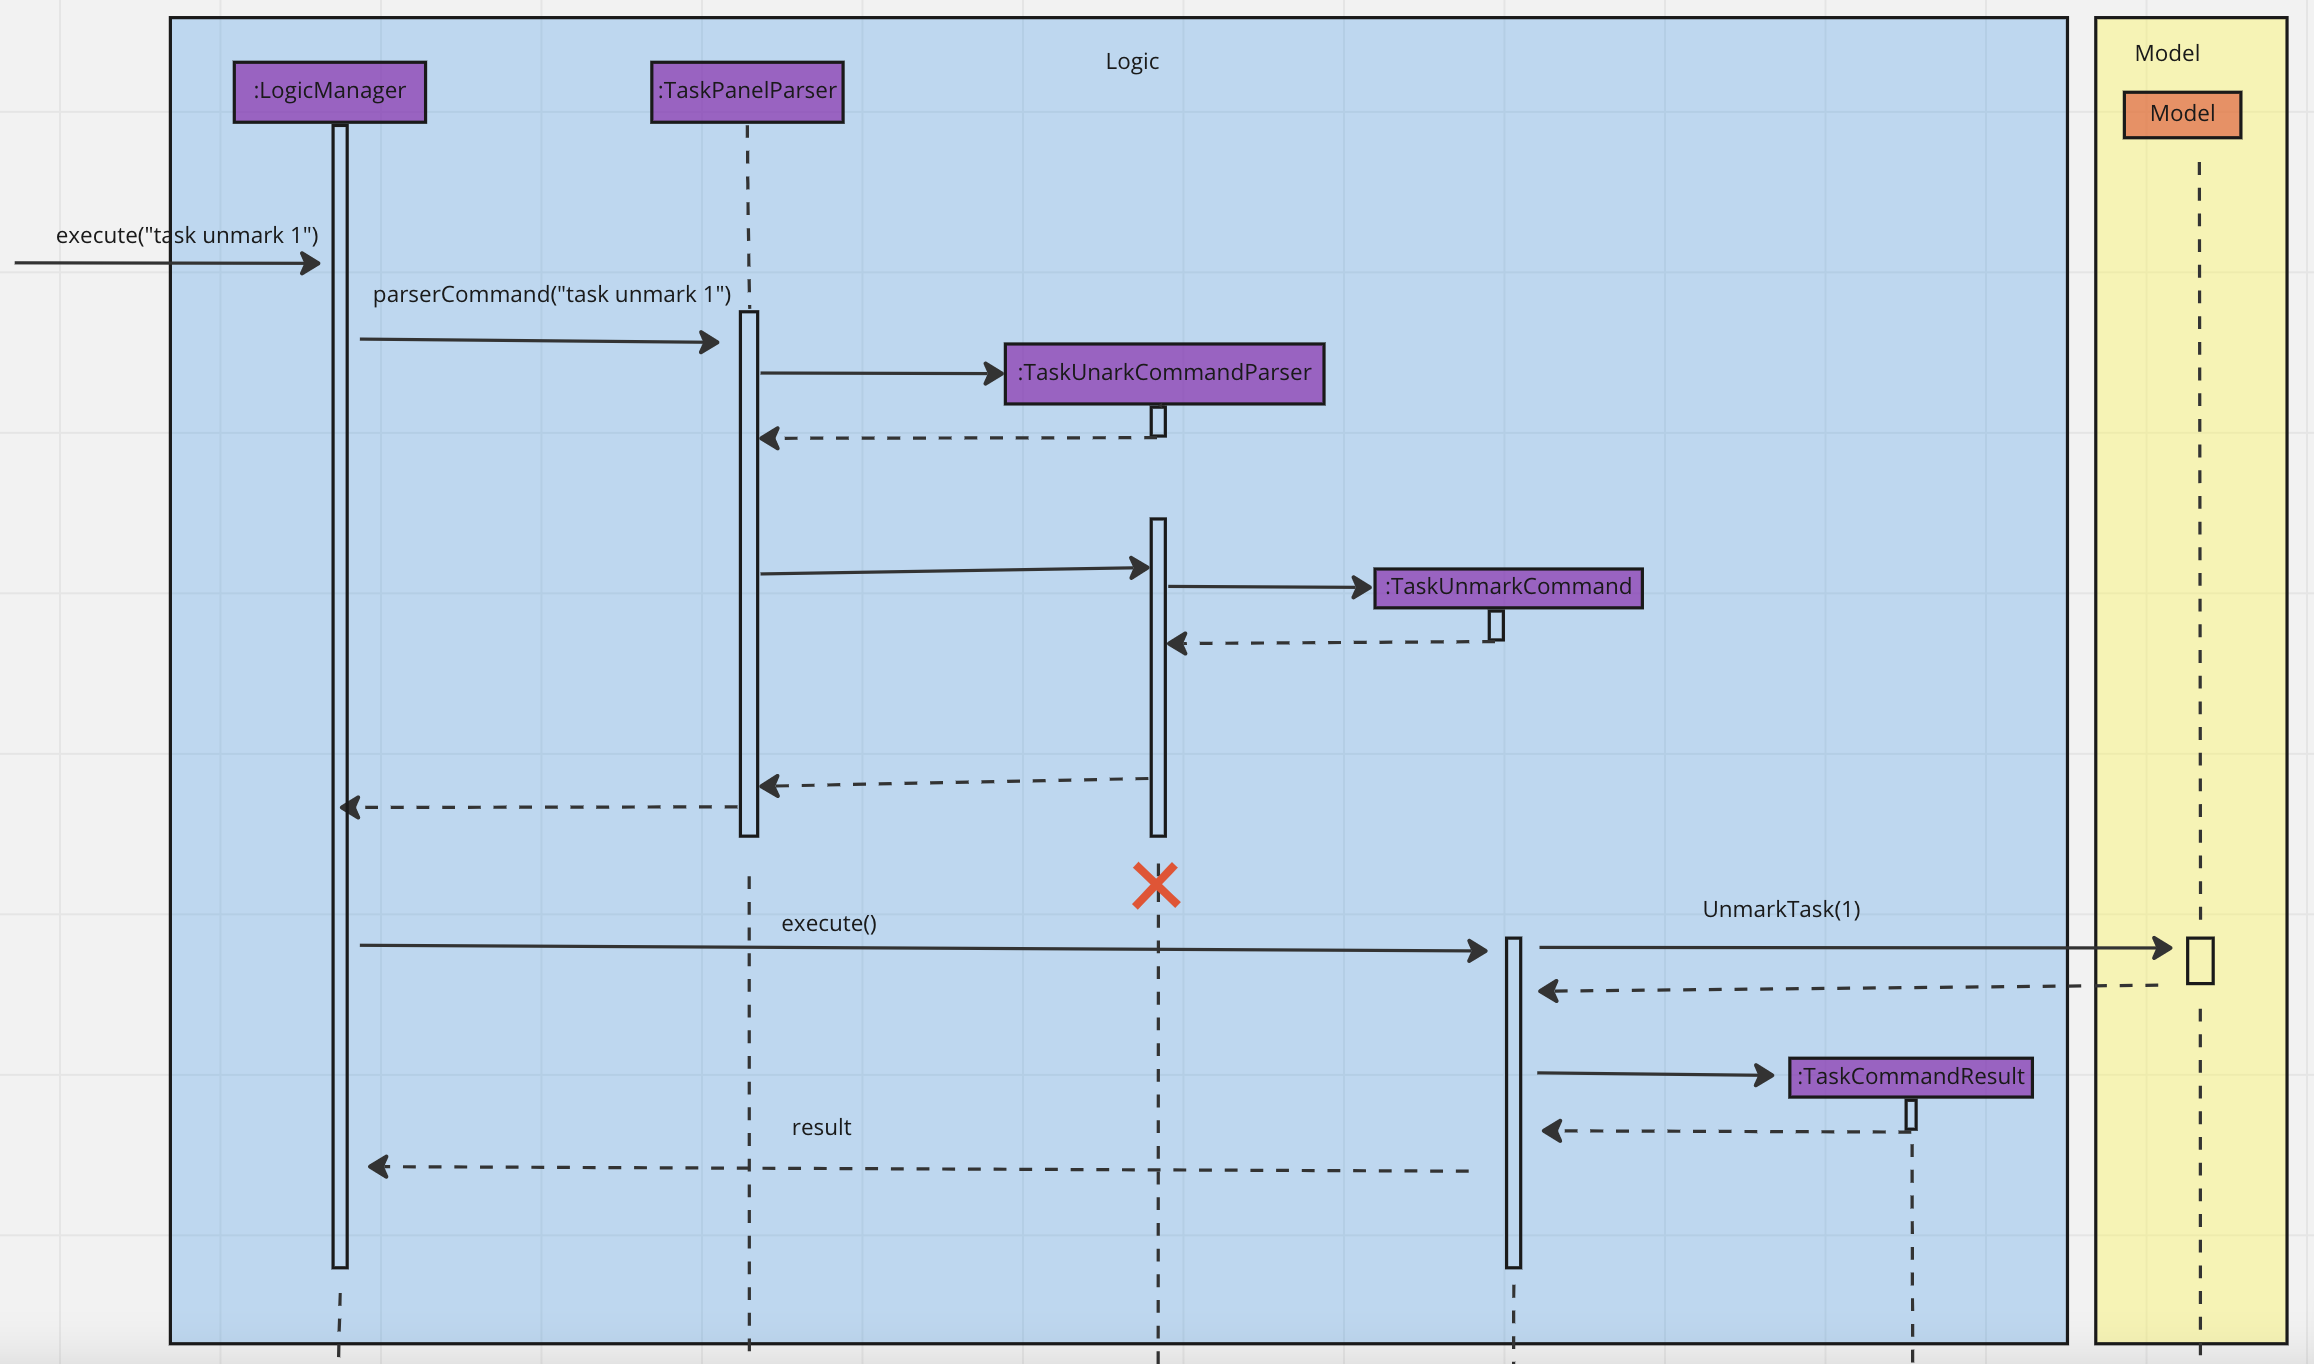 Logic
Model
:LogicManager
:TaskPanelParser
Model
execute("task unmark 1")
parserCommand("task unmark 1")
:TaskUnarkCommandParser
:TaskUnmarkCommand
execute()
UnmarkTask(1)
:TaskCommandResult
result